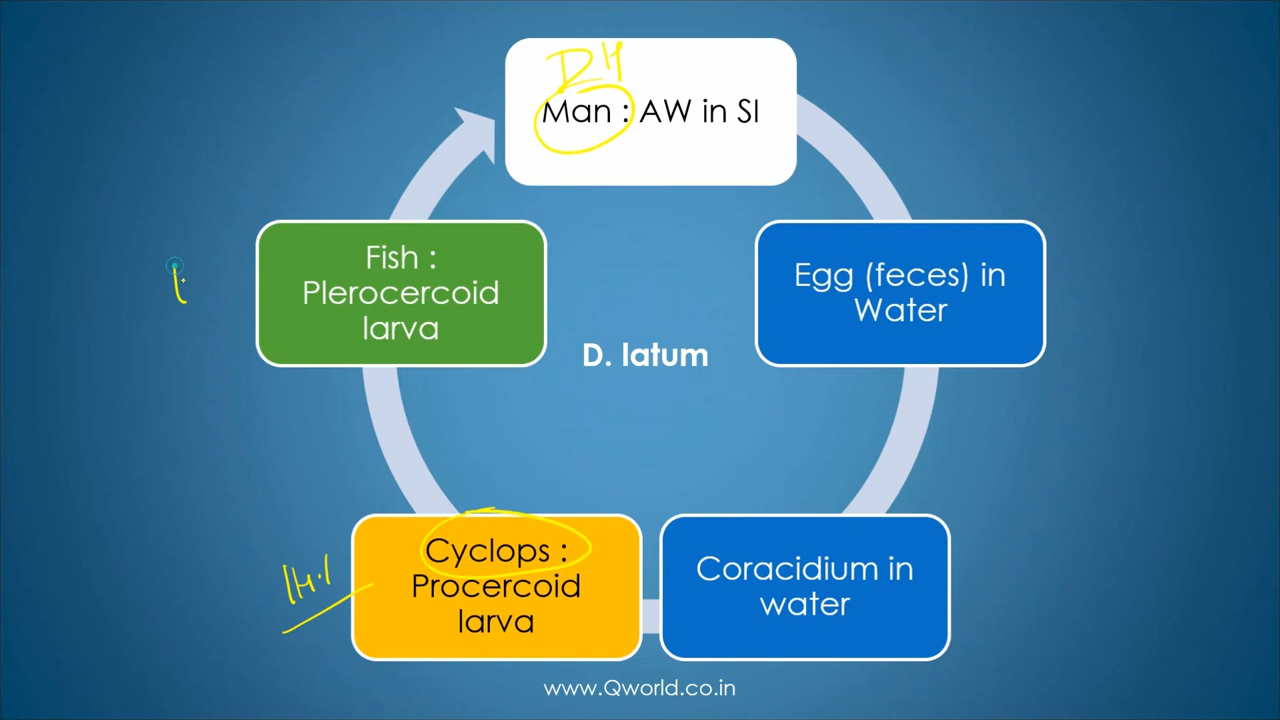 DH
Man : AW in SI
Fish :
Plerocercoid
larva
Egg (feces) in
Water
D. latum
IH.1
Cyclops :
Procercoid
larva
Coracidium in
water
www.Qworld.co.in